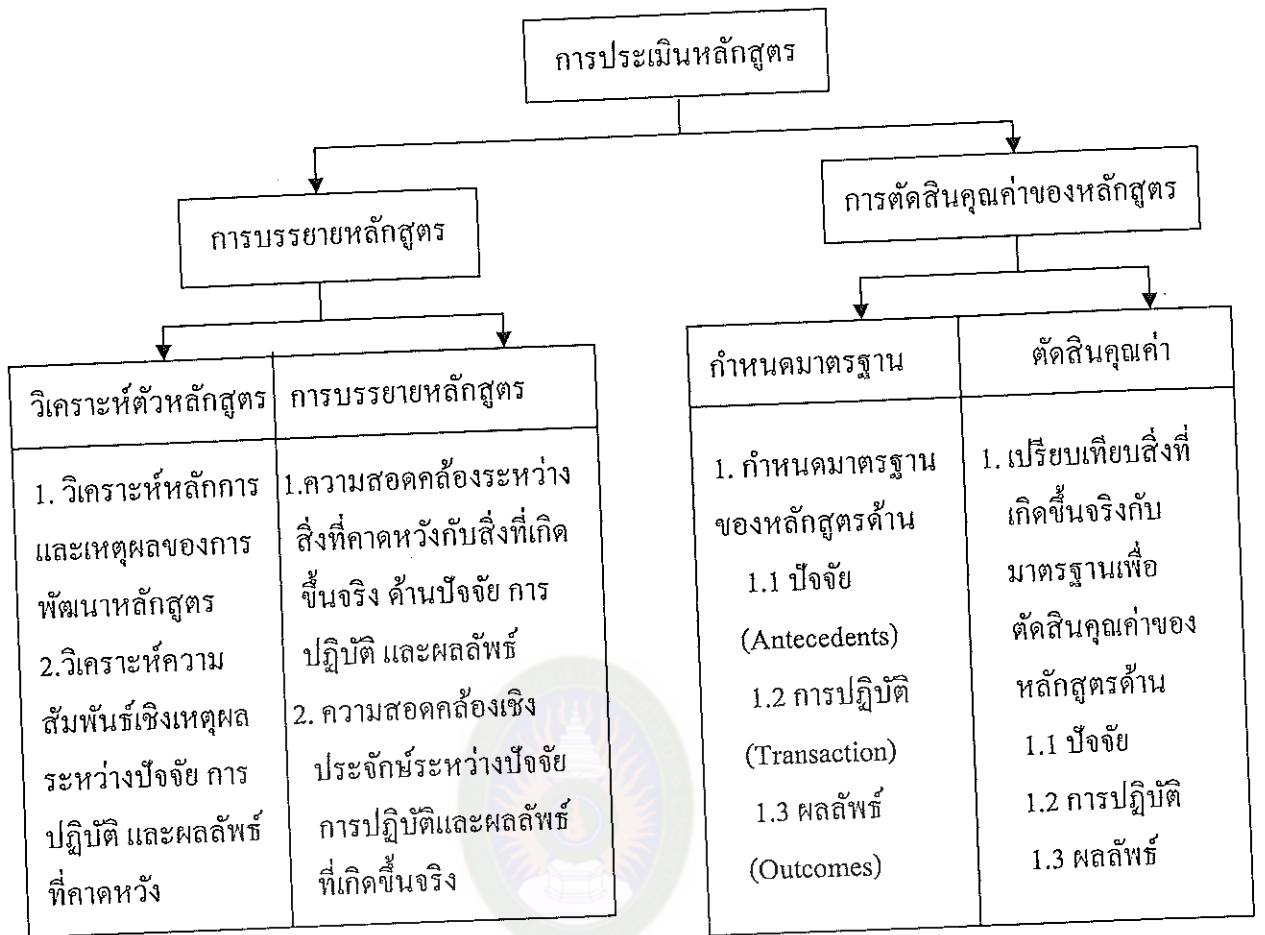 การประเมินหลักสูตร
การบรรยายหลักสูตร
การตัดสินคุณค่าของหลักสูตร
วิเคราะห์ตัวหลักสูตร
1. วิเคราะห์หลักการ
และเหตุผลของการ
พัฒนาหลักสูตร
2.วิเคราะห์ความ
สัมพันธ์เชิงเหตุผล
ระหว่างปัจจัย การ
ปฏิบัติ และผลลัพธ์
ที่คาดหวัง
การบรรยายหลักสูตร
1.ความสอดคล้องระหว่าง
สิ่งที่คาดหวังกับสิ่งที่เกิด
ขึ้นจริง ด้านปัจจัย การ
ปฏิบัติ และผลลัพธ์
2. ความสอดคล้องเชิง
ประจักษ์ระหว่างปัจจัย
การปฏิบัติและผลลัพธ์
ที่เกิดขึ้นจริง
กำหนดมาตรฐาน
1. กำหนดมาตรฐาน
ของหลักสูตรด้าน
1.1 ปัจจัย
(Antecedents)
1.2 การปฏิบัติ
(Transaction)
1.3 ผลลัพธ์
(Outcomes)
ตัดสินคุณค่า
1. เปรียบเทียบสิ่งที่
เกิดขึ้นจริงกับ
มาตรฐานเพื่อ
ตัดสินคุณค่าของ
หลักสูตรด้าน
1.1 ปัจจัย
1.2 การปฏิบัติ
1.3 ผลลัพธ์